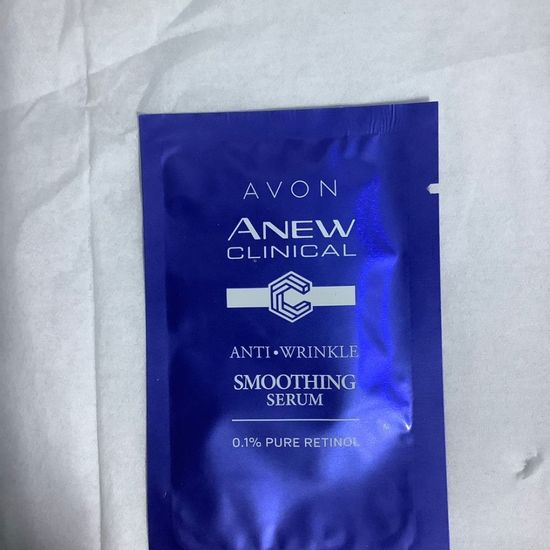 AVON
ANEW
CLINICAL
ANTI•WRINKLE
SMOOTHING
SERUM
0.1% PURE RETINOL